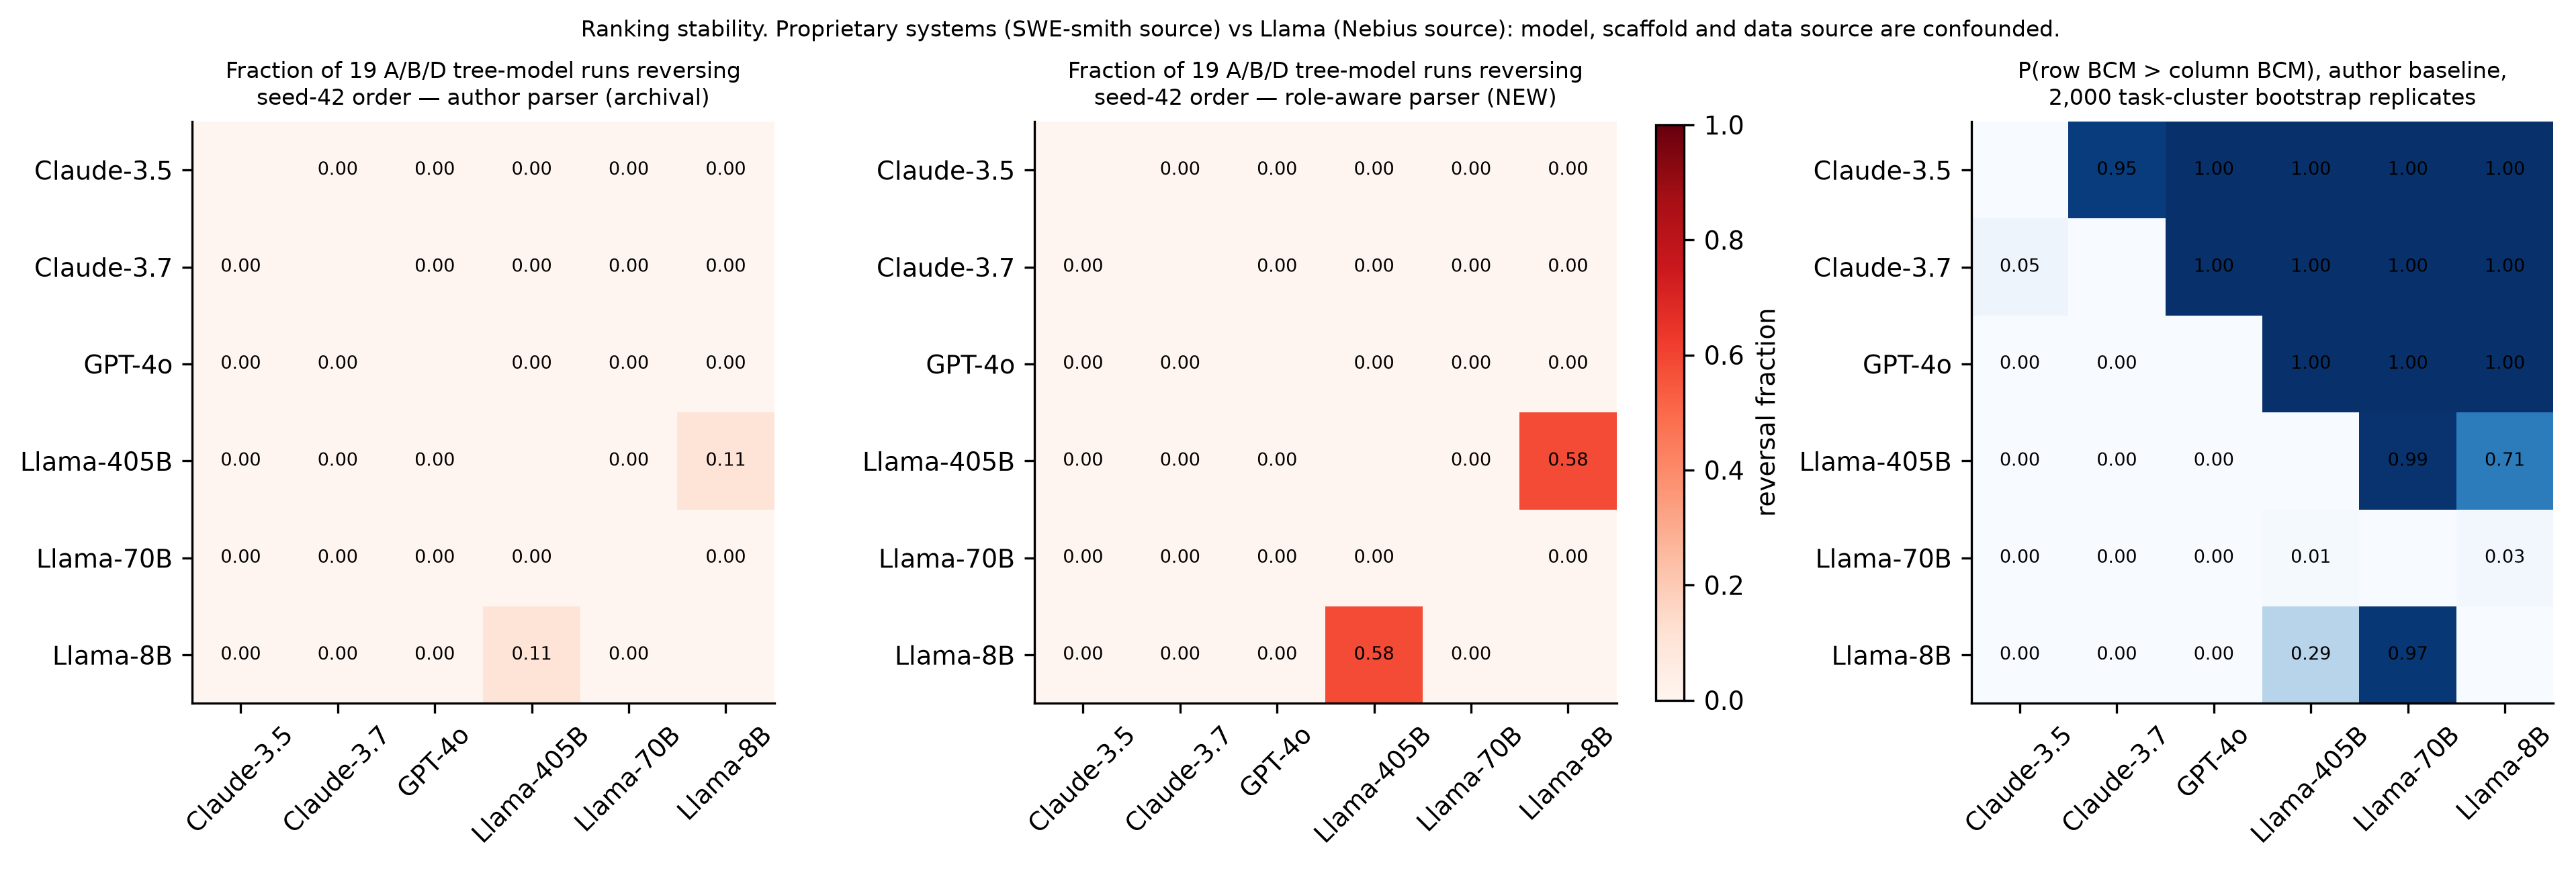 Ranking stability. Proprietary systems (SWE-smith source) vs Llama (Nebius source): model, scaffold and data source are confounded.
Fraction of 19 A/B/D tree-model runs reversing
seed-42 order — author parser (archival)
Claude-3.5 0.00 0.00 0.00 0.00 0.00
Claude-3.7 0.00 0.00 0.00 0.00 0.00
GPT-4o 0.00 0.00 0.00 0.00 0.00
Llama-405B 0.00 0.00 0.00 0.00 0.11
Llama-70B 0.00 0.00 0.00 0.00 0.00
Llama-8B 0.00 0.00 0.00 0.11 0.00
Claude-3.5 Claude-3.7 GPT-4o Llama-405B Llama-70B Llama-8B
Fraction of 19 A/B/D tree-model runs reversing
seed-42 order — role-aware parser (NEW)
Claude-3.5 0.00 0.00 0.00 0.00 0.00
Claude-3.7 0.00 0.00 0.00 0.00 0.00
GPT-4o 0.00 0.00 0.00 0.00 0.00
Llama-405B 0.00 0.00 0.00 0.00 0.58
Llama-70B 0.00 0.00 0.00 0.00 0.00
Llama-8B 0.00 0.00 0.00 0.58 0.00
Claude-3.5 Claude-3.7 GPT-4o Llama-405B Llama-70B Llama-8B
1.0
0.8
0.6
0.4
0.2
0.0
reversal fraction
P(row BCM > column BCM), author baseline,
2,000 task-cluster bootstrap replicates
Claude-3.5 0.95 1.00 1.00 1.00 1.00
Claude-3.7 0.05 1.00 1.00 1.00 1.00
GPT-4o 0.00 0.00 1.00 1.00 1.00
Llama-405B 0.00 0.00 0.00 0.99 0.71
Llama-70B 0.00 0.00 0.00 0.01 0.03
Llama-8B 0.00 0.00 0.00 0.29 0.97
Claude-3.5 Claude-3.7 GPT-4o Llama-405B Llama-70B Llama-8B